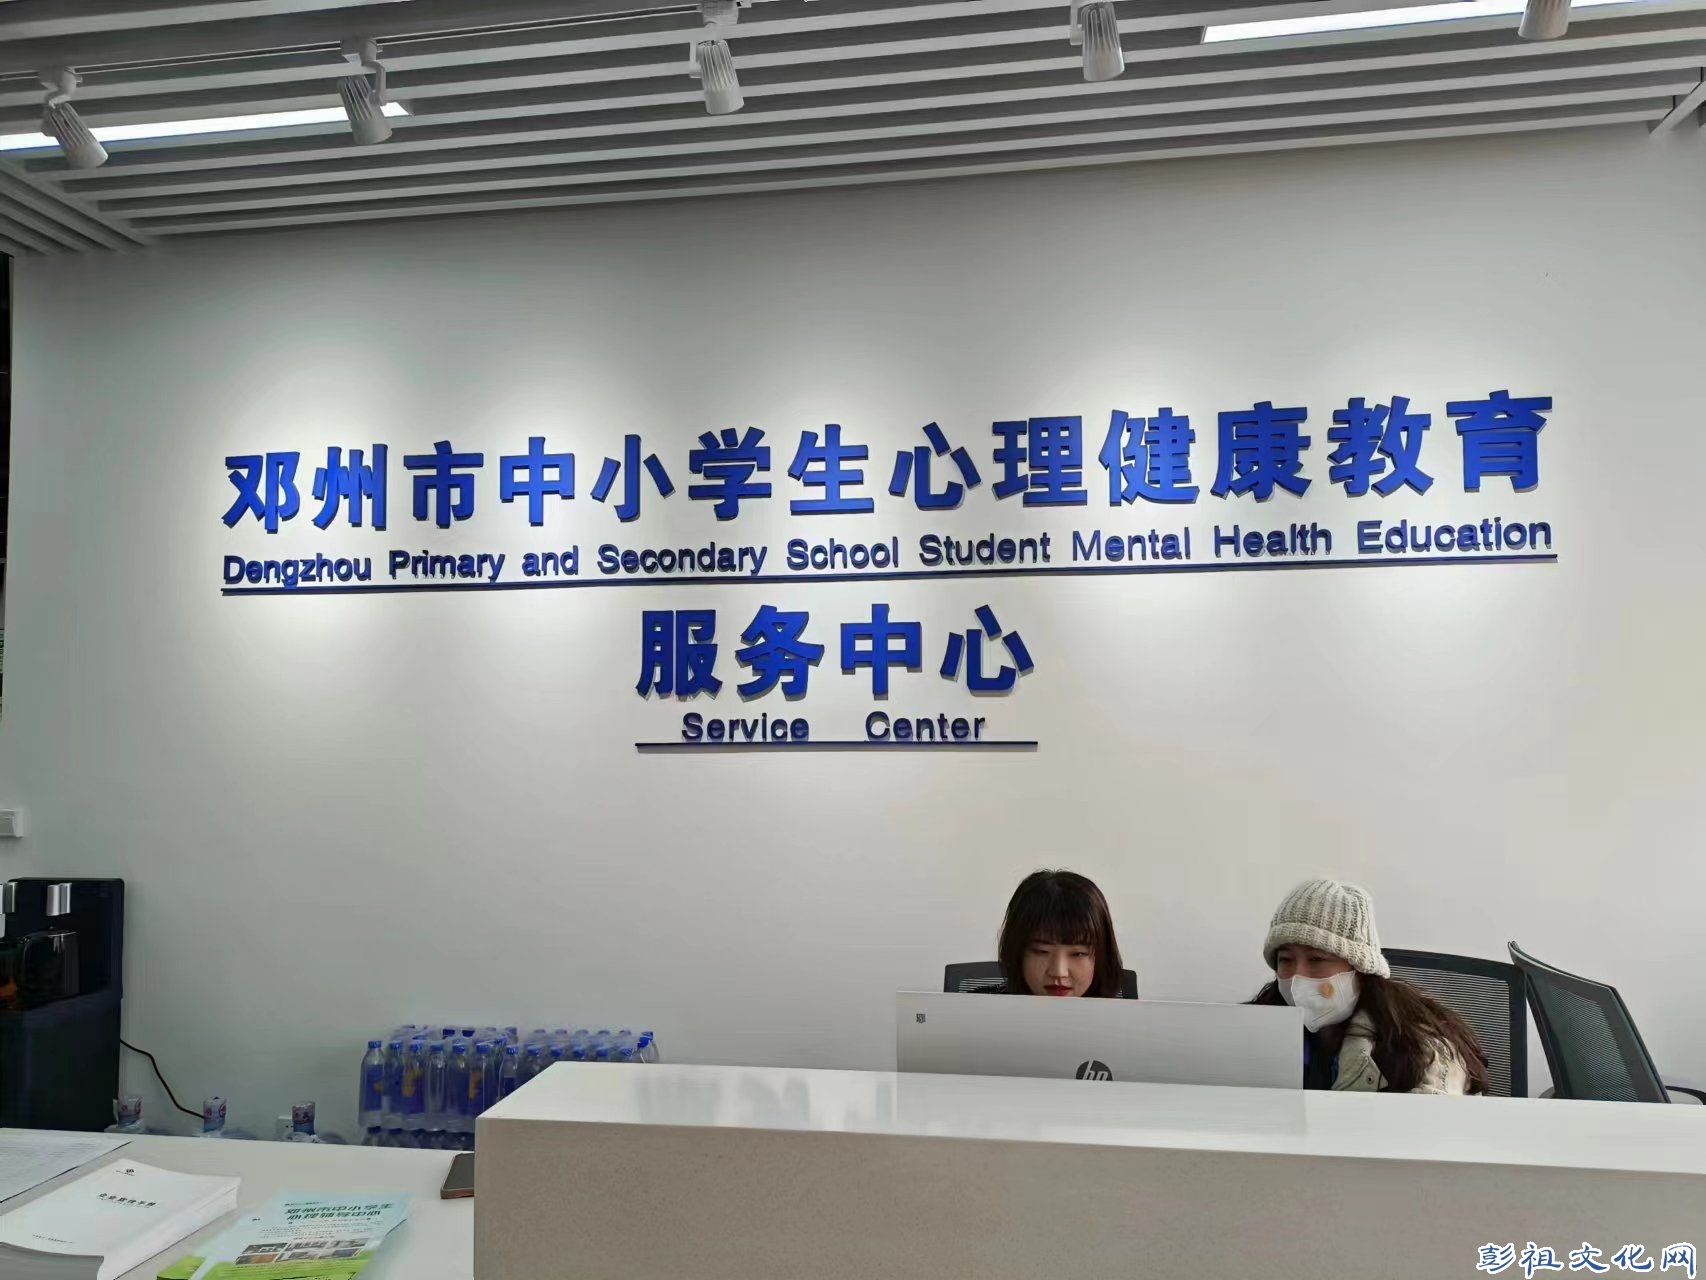 邓州市中小学生心理健康教育
Dengzhou Primary and Secondary School Student Mental Health Education
服务中心
Service Center
hp
邓州市中小学生
心理辅导中心
彭祖文化网